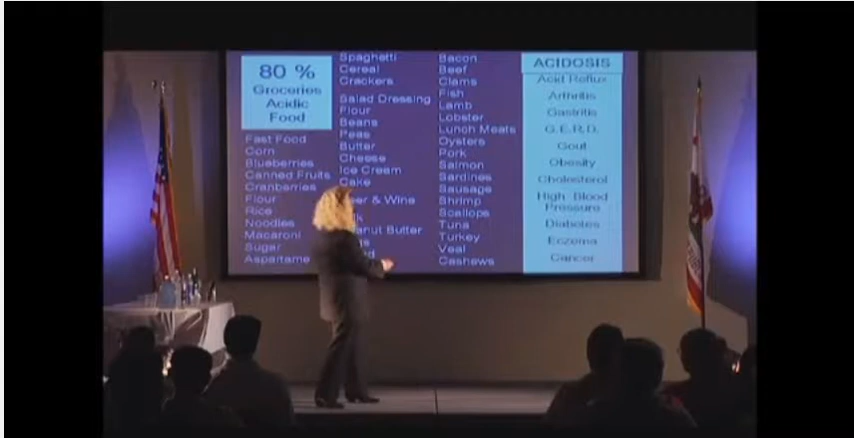 80 %
Groceries
Acidic
Food
Fast Food
Corn
Blueberries
Canned Fruits
Cranberries
Flour
Rice
Noodles
Macaroni
Sugar
Aspartame
Spaghetti
Cereal
Crackers
Salad Dressing
Flour
Beans
Peas
Butter
Cheese
Ice Cream
Cake
& Wine
Butter
Bacon
Beef
Clams
Fish
Lamb
Lobster
Lunch Meats
Oysters
Pork
Salmon
Sardines
Sausage
Shrimp
Scallops
Tuna
Turkey
Veal
Cashews
ACIDOSIS
Acid Reflux
Arthritis
Gastritis
G.E.R.D.
Gout
Obesity
Cholesterol
High Blood
Pressure
Diabetes
Eczema
Cancer